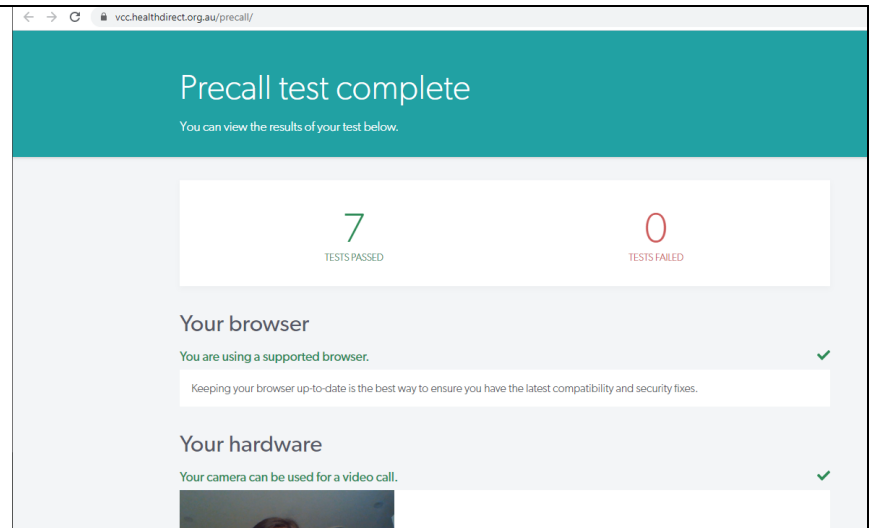 vcc.healthdirect.org.au/precall/
Precall test complete
You can view the results of your test below.
7
TESTS PASSED
0
TESTS FAILED
Your browser
You are using a supported browser.
Keeping your browser up-to-date is the best way to ensure you have the latest compatibility and security fixes.
Your hardware
Your camera can be used for a video call.